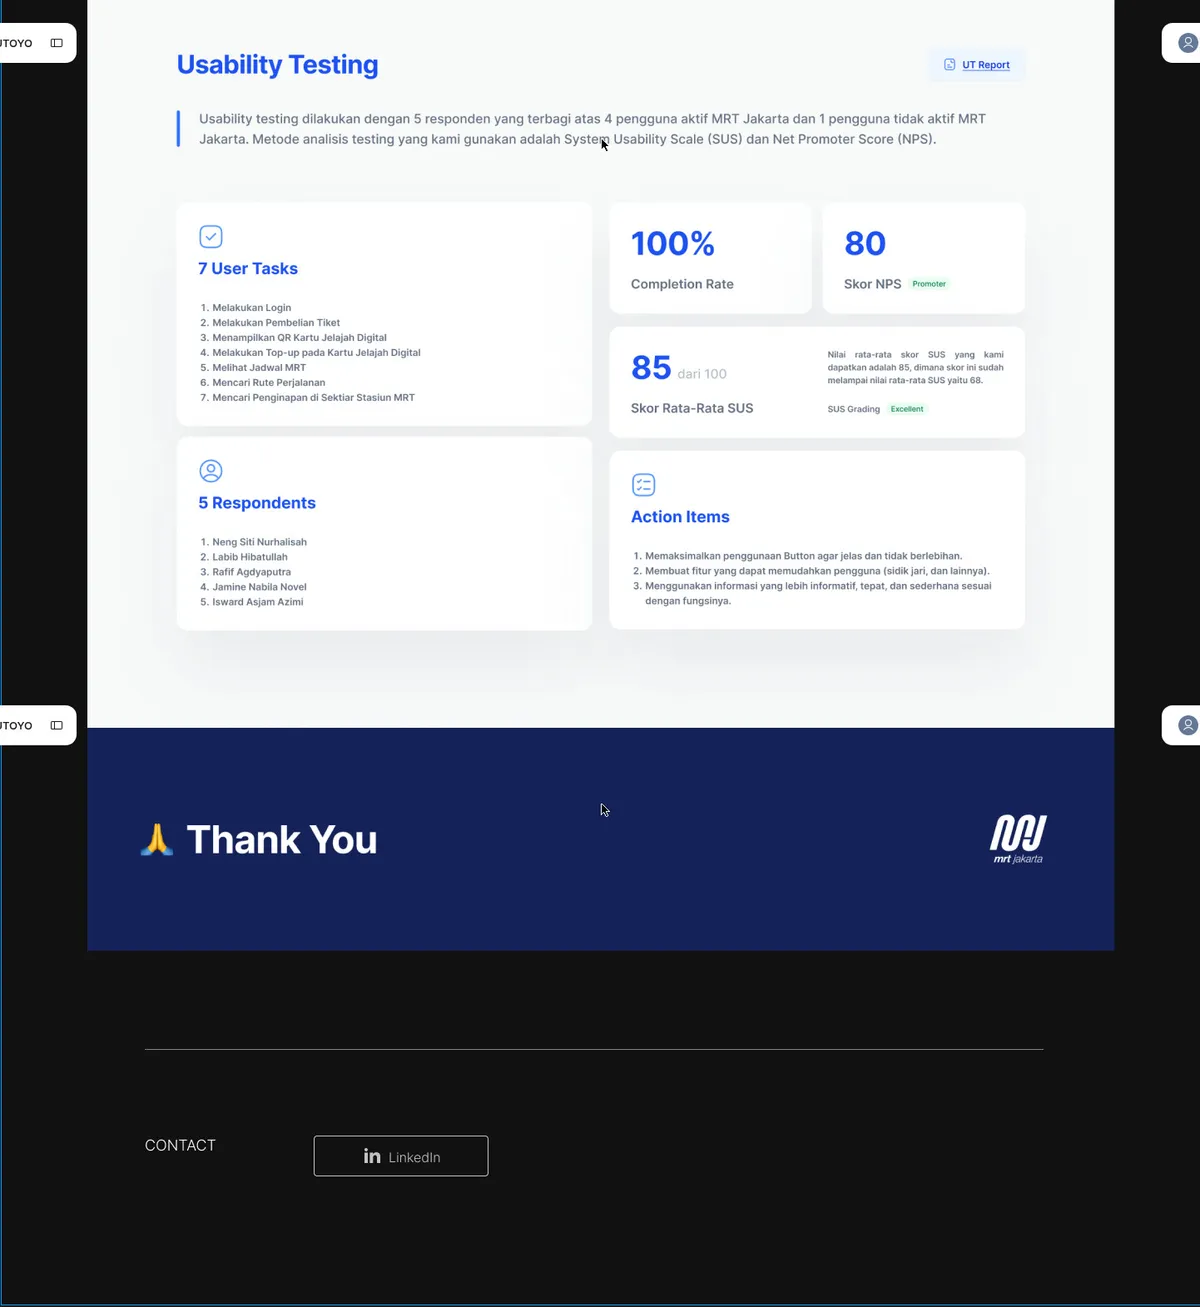 UTOYO
Usability Testing
UT Report
Usability testing dilakukan dengan 5 responden yang terbagi atas 4 pengguna aktif MRT Jakarta dan 1 pengguna tidak aktif MRT
Jakarta. Metode analisis testing yang kami gunakan adalah System Usability Scale (SUS) dan Net Promoter Score (NPS).
7 User Tasks
1. Melakukan Login
2. Melakukan Pembelian Tiket
3. Menampilkan QR Kartu Jelajah Digital
4. Melakukan Top-up pada Kartu Jelajah Digital
5. Melihat Jadwal MRT
6. Mencari Rute Perjalanan
7. Mencari Penginapan di Sektiar Stasiun MRT
100%
Completion Rate
80
Skor NPS Promoter
85 dari 100
Skor Rata-Rata SUS
Nilai rata-rata skor SUS yang kami
dapatkan adalah 85, dimana skor ini sudah
melampai nilai rata-rata SUS yaitu 68.
SUS Grading Excellent
5 Respondents
1. Neng Siti Nurhalisah
2. Labib Hibatullah
3. Rafif Agdyaputra
4. Jamine Nabila Novel
5. Isward Asjam Azimi
Action Items
1. Memaksimalkan penggunaan Button agar jelas dan tidak berlebihan.
2. Membuat fitur yang dapat memudahkan pengguna (sidik jari, dan lainnya).
3. Menggunakan informasi yang lebih informatif, tepat, dan sederhana sesuai
dengan fungsinya.
UTOYO
🙏 Thank You
mrt jakarta
CONTACT
in LinkedIn